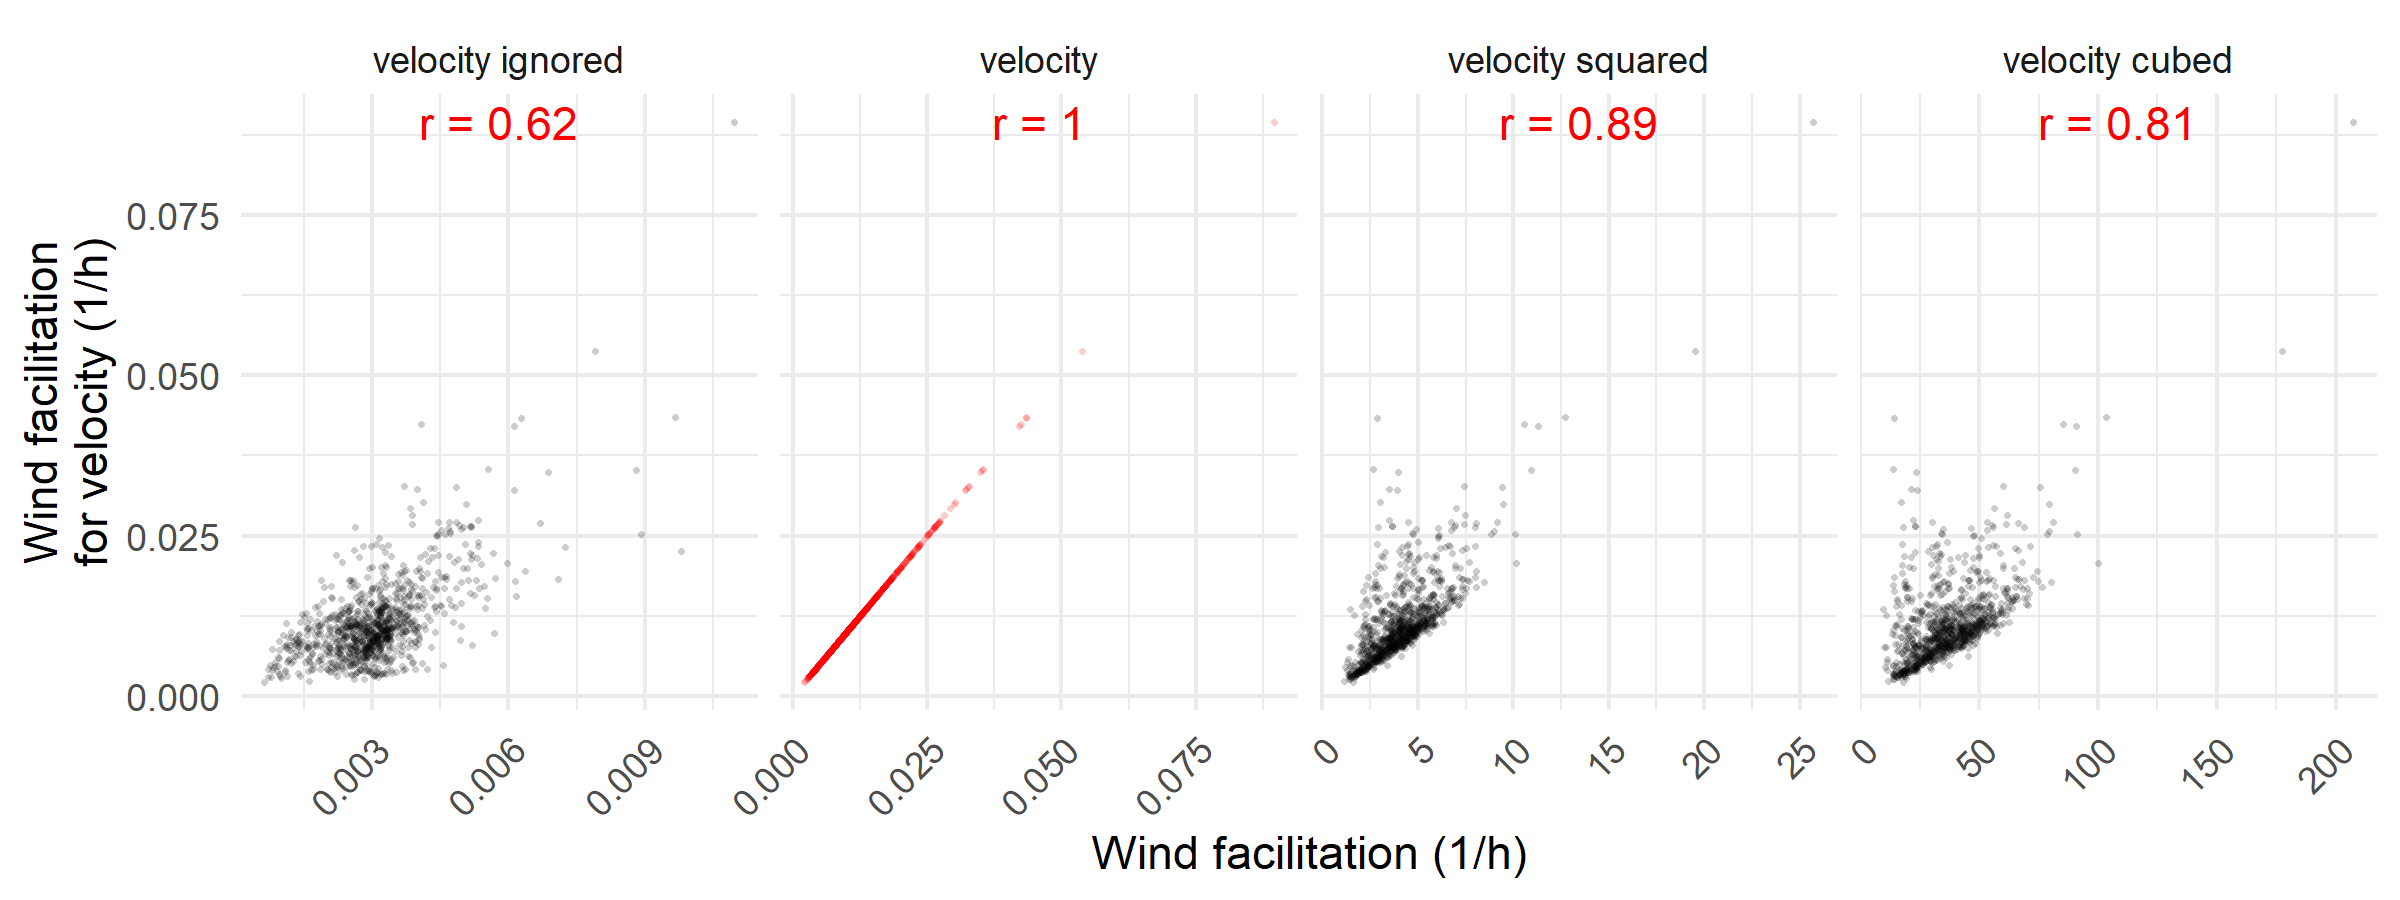 velocity ignored
velocity
velocity squared
velocity cubed
r = 0.62
r = 1
r = 0.89
r = 0.81
Wind facilitation
for velocity (1/h)
0.075
0.050
0.025
0.000
0.003
0.006
0.009
0.000
0.025
0.050
0.075
0
5
10
15
20
25
0
50
100
150
200
Wind facilitation (1/h)